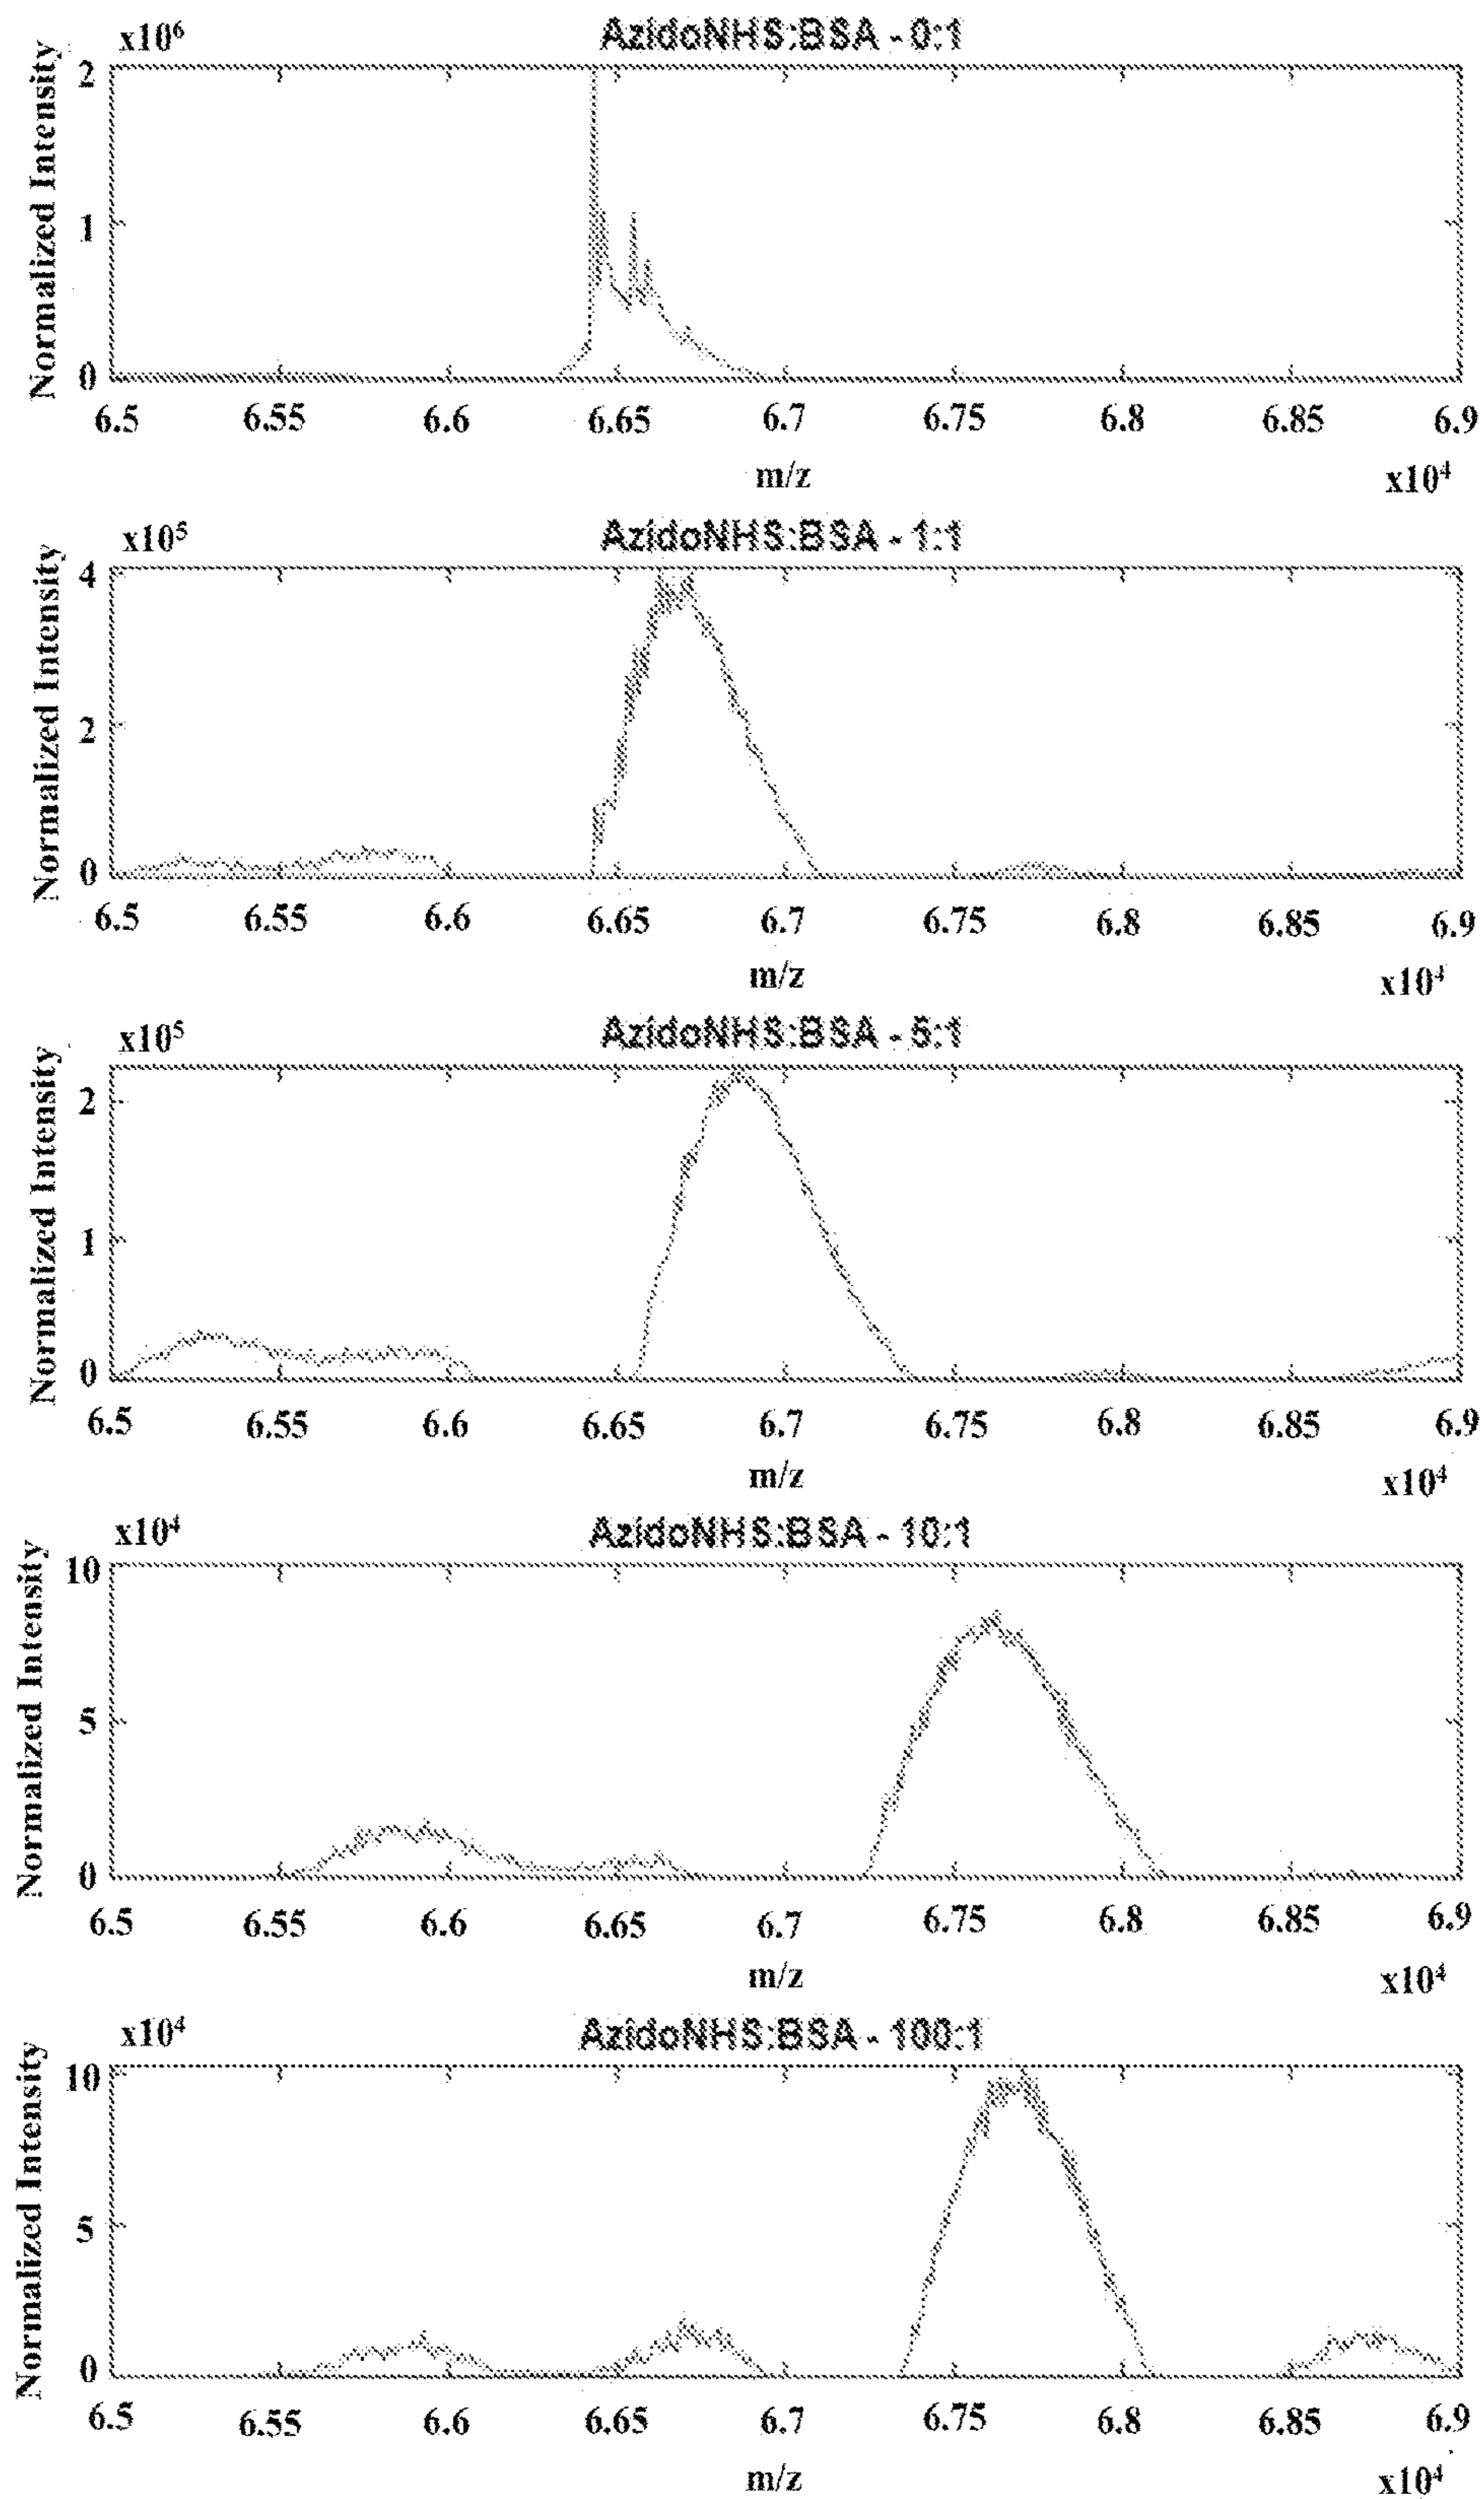 x10⁶
AzidoNHS:BSA - 0:1
Normalized Intensity
2
1
0
6.5 6.55 6.6 6.65 6.7 6.75 6.8 6.85 6.9
m/z
x10⁴
x10⁵
AzidoNHS:BSA - 1:1
Normalized Intensity
4
2
0
6.5 6.55 6.6 6.65 6.7 6.75 6.8 6.85 6.9
m/z
x10⁴
x10⁵
AzidoNHS:BSA - 5:1
Normalized Intensity
2
1
0
6.5 6.55 6.6 6.65 6.7 6.75 6.8 6.85 6.9
m/z
x10⁴
x10⁴
AzidoNHS:BSA - 10:1
Normalized Intensity
10
5
0
6.5 6.55 6.6 6.65 6.7 6.75 6.8 6.85 6.9
m/z
x10⁴
x10⁴
AzidoNHS:BSA - 100:1
Normalized Intensity
10
5
0
6.5 6.55 6.6 6.65 6.7 6.75 6.8 6.85 6.9
m/z
x10⁴